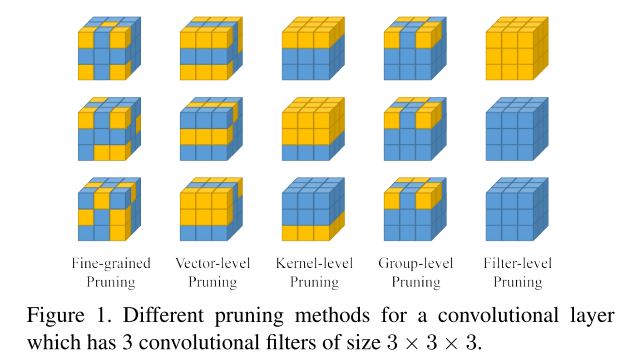 Fine-grained Pruning
Vector-level Pruning
Kernel-level Pruning
Group-level Pruning
Filter-level Pruning
Figure 1. Different pruning methods for a convolutional layer
which has 3 convolutional filters of size 3 × 3 × 3.